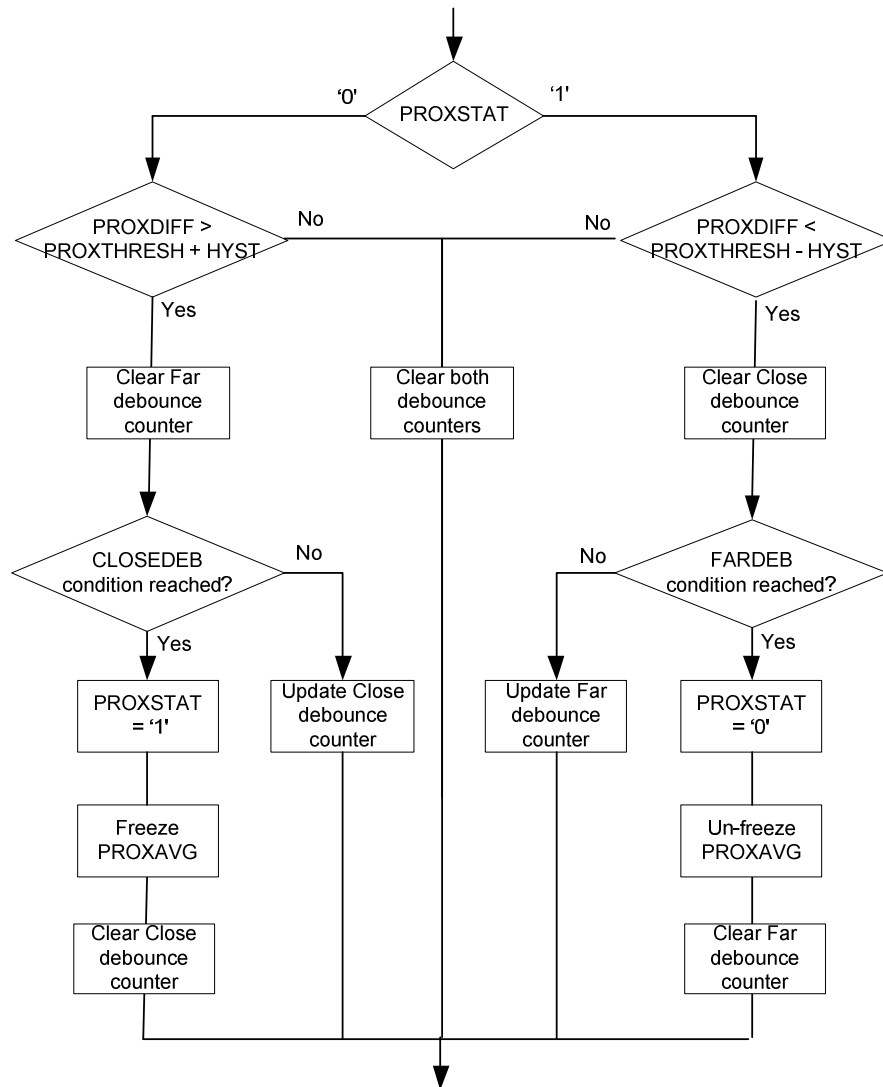 ‘0’
‘1’
PROXSTAT
PROXDIFF >
PROXTHRESH + HYST
No
No
PROXDIFF <
PROXTHRESH - HYST
Yes
Yes
Clear Far
debounce
counter
Clear both
debounce
counters
Clear Close
debounce
counter
CLOSEDEB
condition reached?
No
No
FARDEB
condition reached?
Yes
Yes
PROXSTAT
= ‘1’
Update Close
debounce
counter
Update Far
debounce
counter
PROXSTAT
= ‘0’
Freeze
PROXAVG
Un-freeze
PROXAVG
Clear Close
debounce
counter
Clear Far
debounce
counter